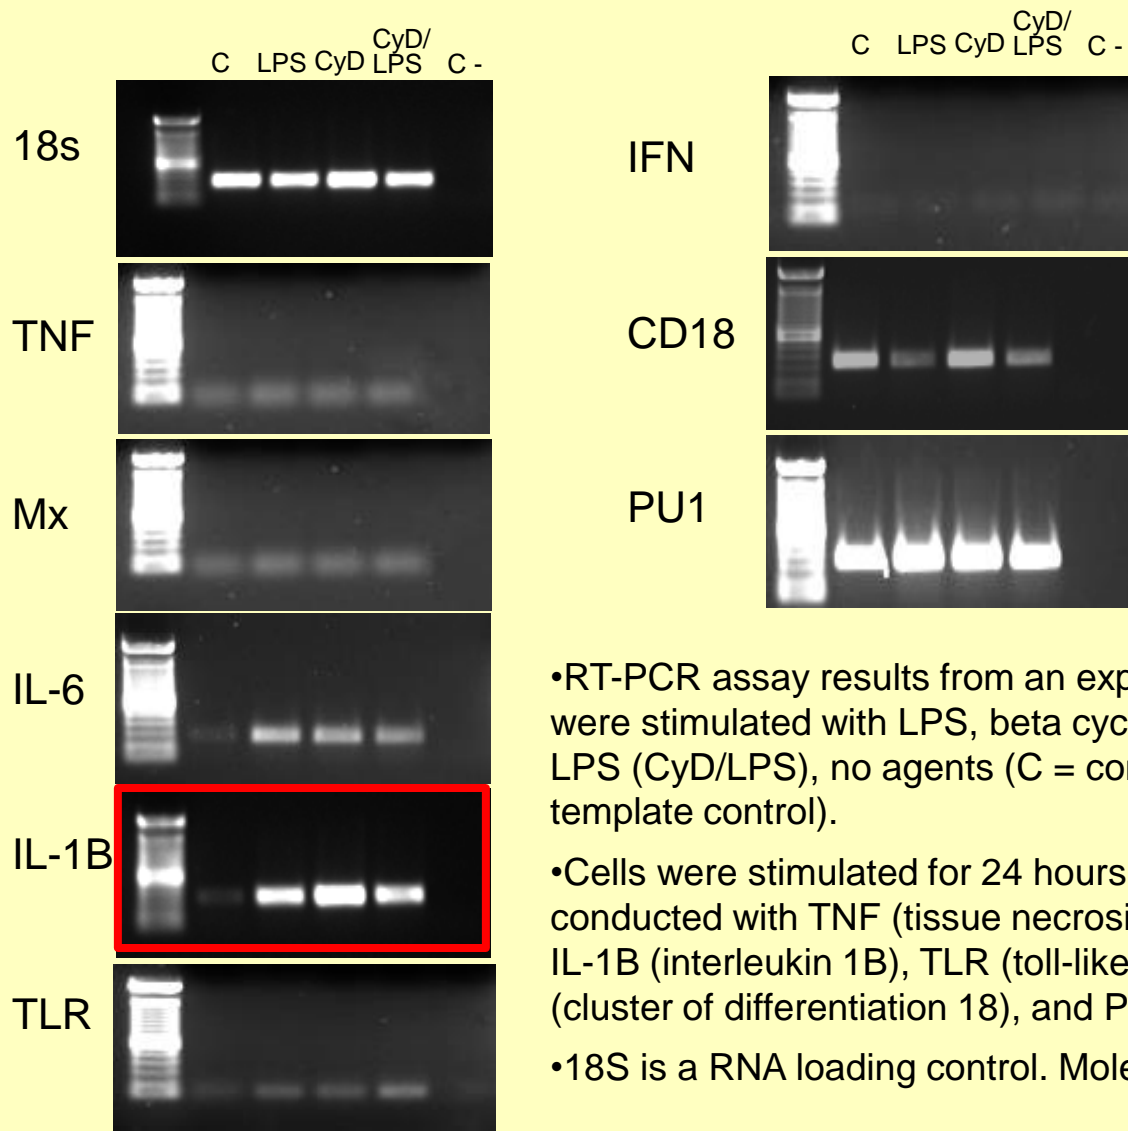 C LPS CyD CyD/ LPS C -
18s
TNF
Mx
IL-6
IL-1B
TLR
C LPS CyD CyD/ LPS C -
IFN
CD18
PU1
•RT-PCR assay results from an exp
were stimulated with LPS, beta cyc
LPS (CyD/LPS), no agents (C = con
template control).
•Cells were stimulated for 24 hours
conducted with TNF (tissue necrosi
IL-1B (interleukin 1B), TLR (toll-like
(cluster of differentiation 18), and P
•18S is a RNA loading control. Mole